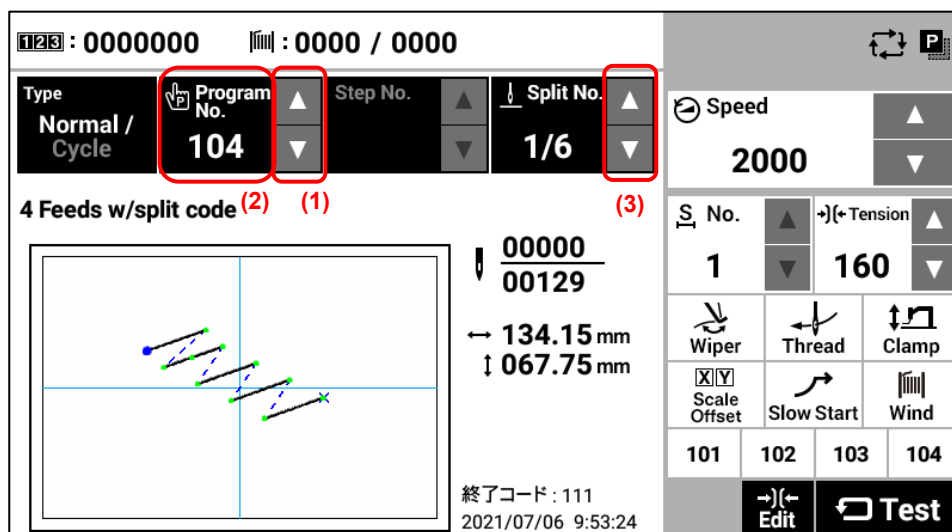 123 : 0000000 : 0000 / 0000
P
Type
Normal /
Cycle
P Program
No.
104
Step No.
Split No.
1/6
Speed
2000
(2) (1) (3)
4 Feeds w/split code
S No.
1
Tension
160
00000
00129
134.15 mm
067.75 mm
Wiper Thread Clamp
X Y
Scale
Offset Slow Start Wind
101 102 103 104
終了コード : 111
2021/07/06 9:53:24
Edit Test